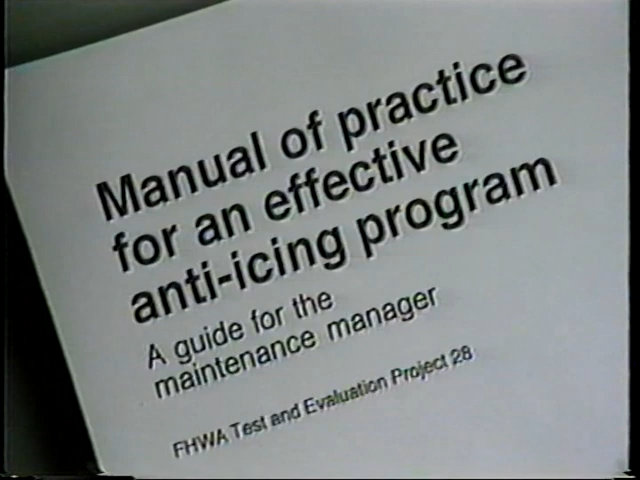 Manual of practice
for an effective
anti-icing program
A guide for the
maintenance manager
FHWA Test and Evaluation Project 28